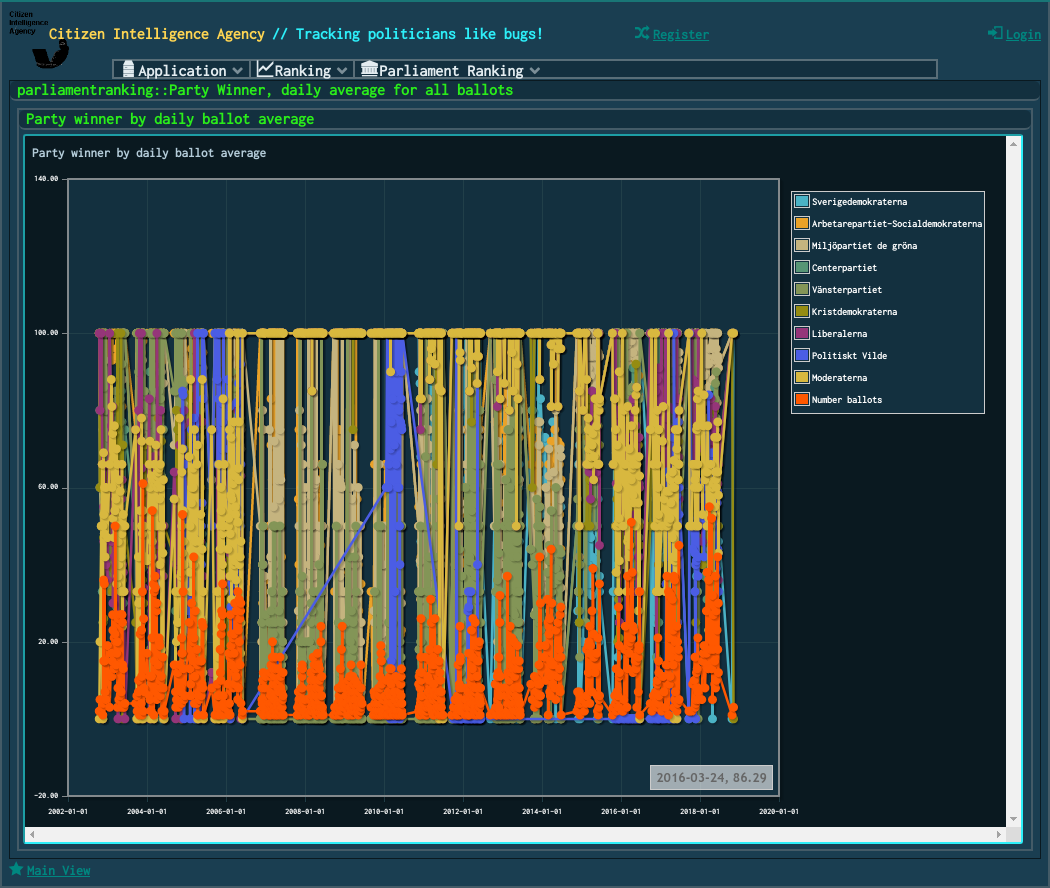 Citizen
Intelligence
Agency
Citizen Intelligence Agency // Tracking politicians like bugs!
Register
Login
Application
Ranking
Parliament Ranking
parliamentranking::Party Winner, daily average for all ballots
Party winner by daily ballot average
Party winner by daily ballot average
140.00
100.00
60.00
20.00
-20.00
2002-01-01
2004-01-01
2006-01-01
2008-01-01
2010-01-01
2012-01-01
2014-01-01
2016-01-01
2018-01-01
2020-01-01
Sverigedemokraterna
Arbetarepartiet-Socialdemokraterna
Miljöpartiet de gröna
Centerpartiet
Vänsterpartiet
Kristdemokraterna
Liberalerna
Politiskt Vilde
Moderaterna
Number ballots
2016-03-24, 86.29
Main View